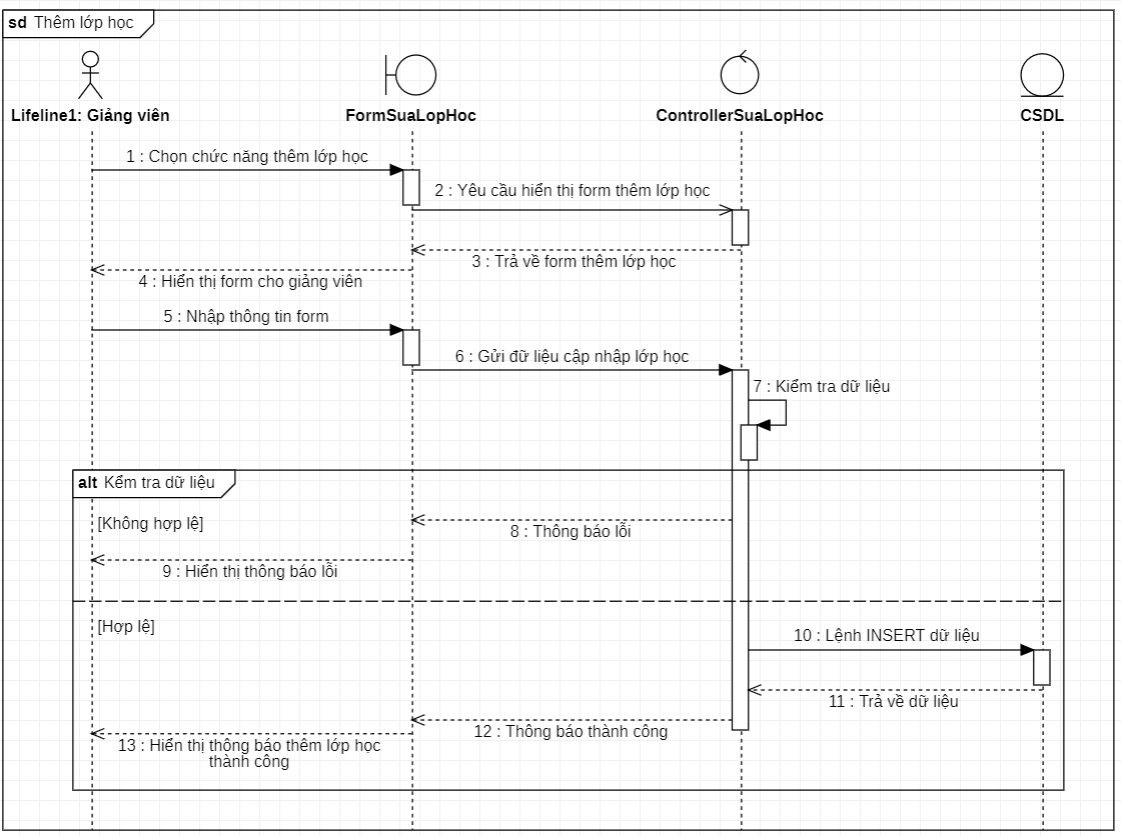 sd Thêm lớp học
Lifeline1: Giảng viên
FormSuaLopHoc
ControllerSuaLopHoc
CSDL
1 : Chọn chức năng thêm lớp học
2 : Yêu cầu hiển thị form thêm lớp học
3 : Trả về form thêm lớp học
4 : Hiển thị form cho giảng viên
5 : Nhập thông tin form
6 : Gửi đữ liệu cập nhập lớp học
7 : Kiểm tra dữ liệu
alt Kểm tra dữ liệu
[Không hợp lệ]
8 : Thông báo lỗi
9 : Hiển thị thông báo lỗi
[Hợp lệ]
10 : Lệnh INSERT dữ liệu
11 : Trả về dữ liệu
12 : Thông báo thành công
13 : Hiển thị thông báo thêm lớp học
thành công